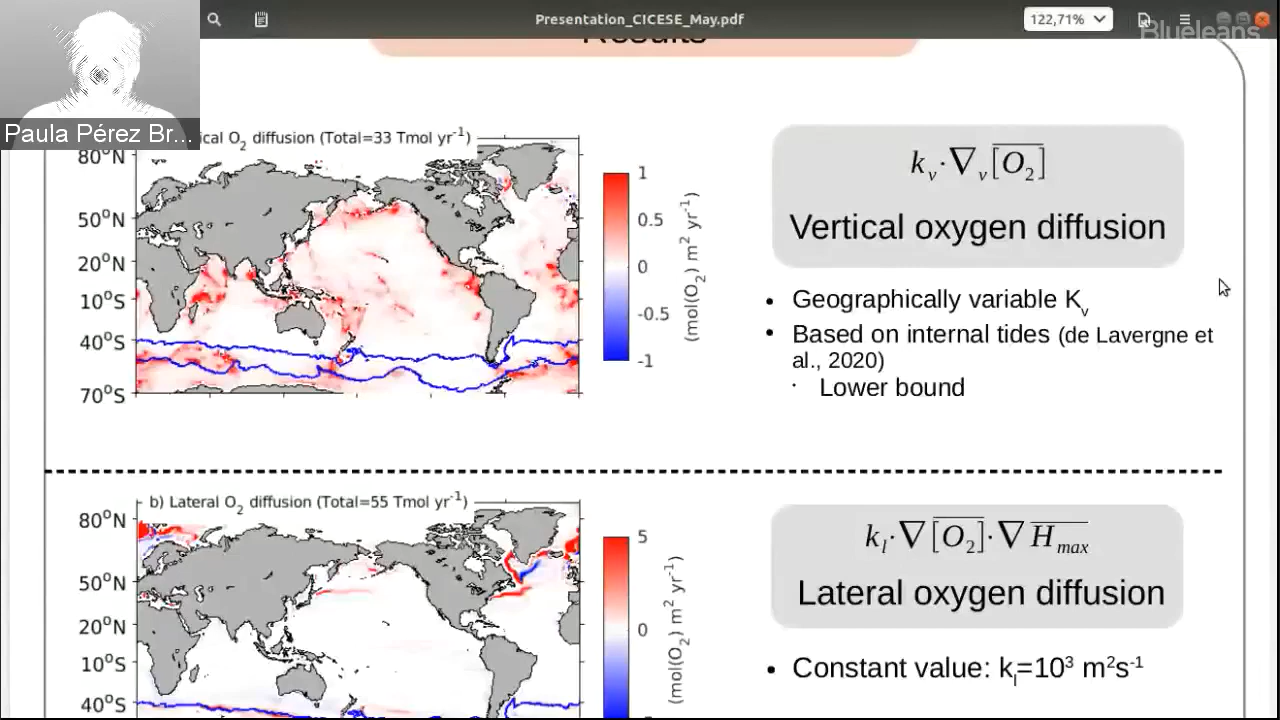 Presentation_CICESE_May.pdf
122,71%
Blueleans
Results
Paula Pérez Br...
ical O2 diffusion (Total=33 Tmol yr-1)
80°N
50°N
20°N
10°S
40°S
70°S
1
0.5
0
-0.5
-1
(mol(O2) m2 yr-1)
kv·∇v[O2]
Vertical oxygen diffusion
• Geographically variable Kv
• Based on internal tides (de Lavergne et
al., 2020)
· Lower bound
b) Lateral O2 diffusion (Total=55 Tmol yr-1)
80°N
50°N
20°N
10°S
40°S
5
0
(mol(O2) m2 yr-1)
kl·∇[O2]·∇Hmax
Lateral oxygen diffusion
• Constant value: kl=10³ m²s-¹